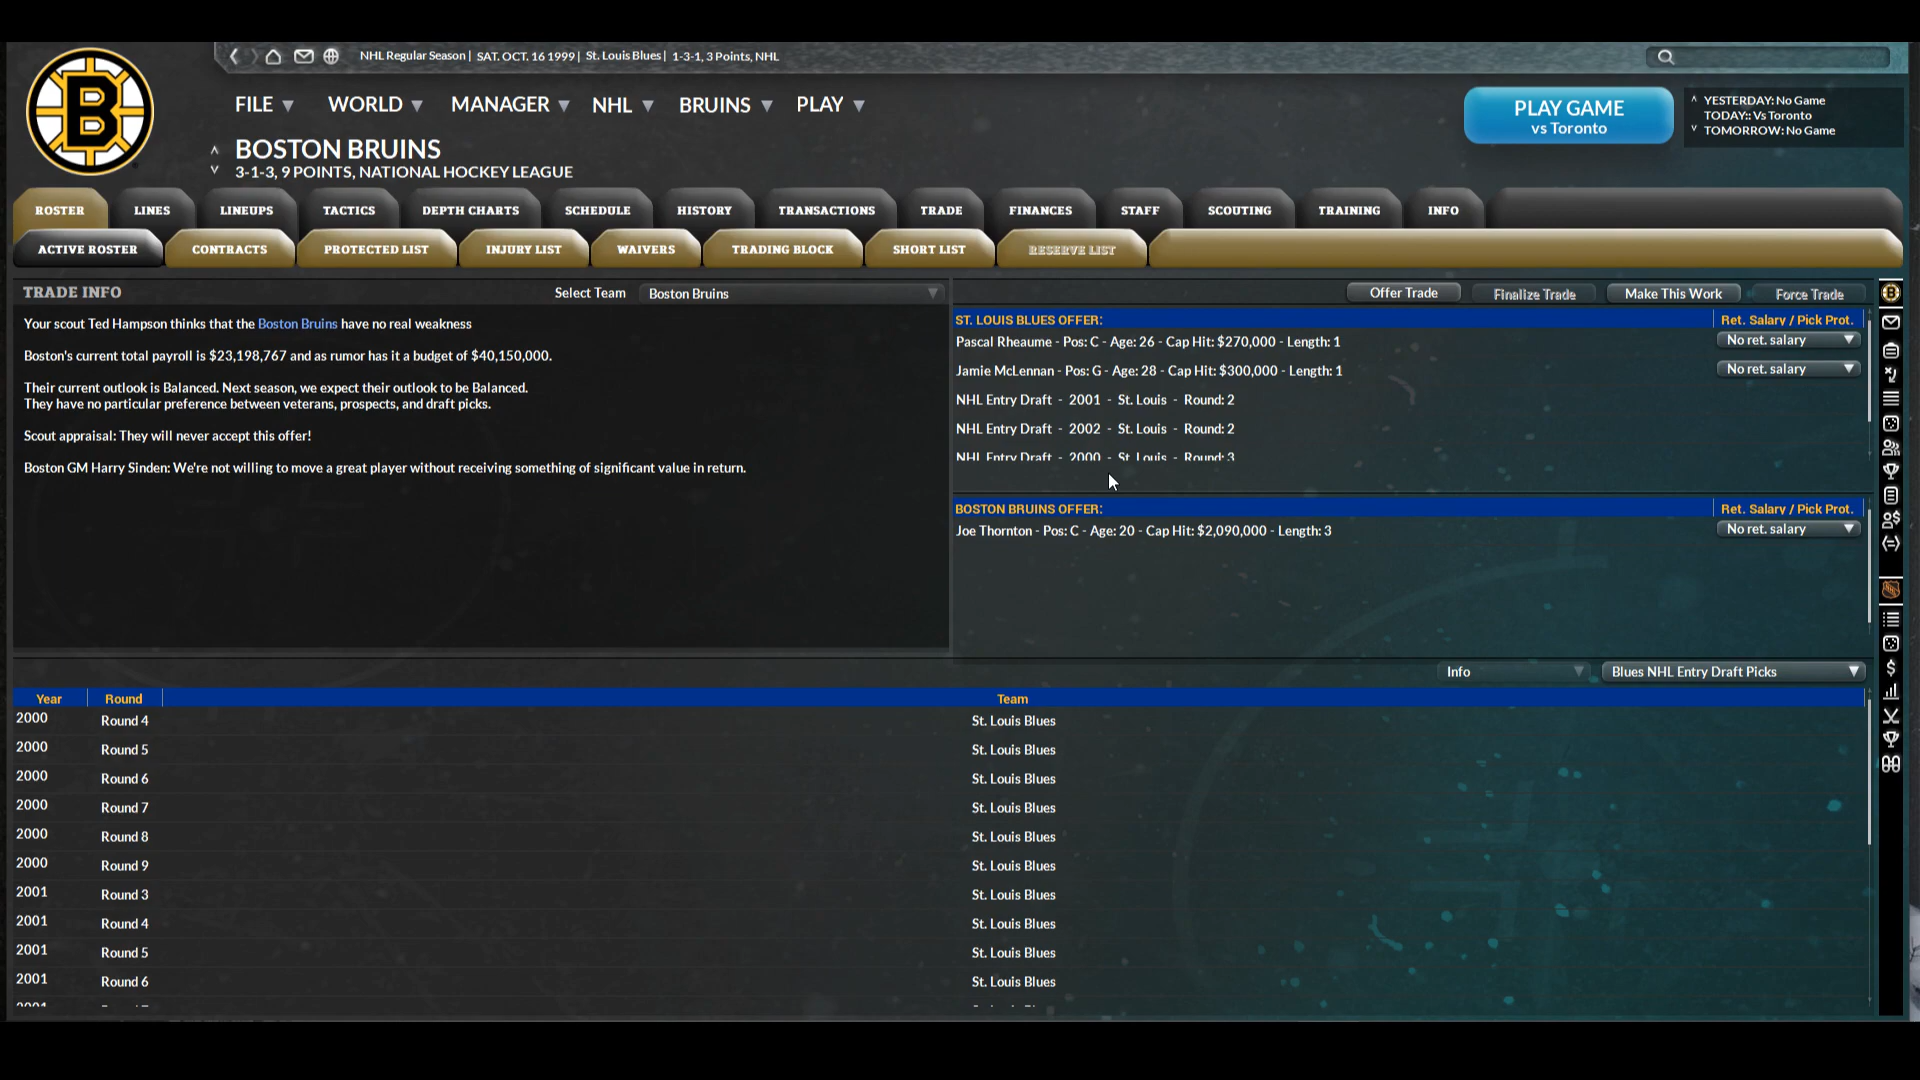 NHL Regular Season | SAT. OCT. 16 1999 | St. Louis Blues | 1-3-1, 3 Points, NHL
FILE WORLD MANAGER NHL BRUINS PLAY
PLAY GAME
vs Toronto
YESTERDAY: No Game
TODAY:: Vs Toronto
TOMORROW: No Game
B
BOSTON BRUINS
3-1-3, 9 POINTS, NATIONAL HOCKEY LEAGUE
ROSTER LINES LINEUPS TACTICS DEPTH CHARTS SCHEDULE HISTORY TRANSACTIONS TRADE FINANCES STAFF SCOUTING TRAINING INFO
ACTIVE ROSTER CONTRACTS PROTECTED LIST INJURY LIST WAIVERS TRADING BLOCK SHORT LIST RESERVE LIST
TRADE INFO Select Team Boston Bruins
Your scout Ted Hampson thinks that the Boston Bruins have no real weakness
Boston's current total payroll is $23,198,767 and as rumor has it a budget of $40,150,000.
Their current outlook is Balanced. Next season, we expect their outlook to be Balanced.
They have no particular preference between veterans, prospects, and draft picks.
Scout appraisal: They will never accept this offer!
Boston GM Harry Sinden: We're not willing to move a great player without receiving something of significant value in return.
Offer Trade Finalize Trade Make This Work Force Trade
ST. LOUIS BLUES OFFER: Ret. Salary / Pick Prot.
Pascal Rheaume - Pos: C - Age: 26 - Cap Hit: $270,000 - Length: 1 No ret. salary
Jamie McLennan - Pos: G - Age: 28 - Cap Hit: $300,000 - Length: 1 No ret. salary
NHL Entry Draft - 2001 - St. Louis - Round: 2
NHL Entry Draft - 2002 - St. Louis - Round: 2
NHL Entry Draft - 2000 - St. Louis - Round: 3
BOSTON BRUINS OFFER: Ret. Salary / Pick Prot.
Joe Thornton - Pos: C - Age: 20 - Cap Hit: $2,090,000 - Length: 3 No ret. salary
Info Blues NHL Entry Draft Picks
Year Round Team
2000 Round 4 St. Louis Blues
2000 Round 5 St. Louis Blues
2000 Round 6 St. Louis Blues
2000 Round 7 St. Louis Blues
2000 Round 8 St. Louis Blues
2000 Round 9 St. Louis Blues
2001 Round 3 St. Louis Blues
2001 Round 4 St. Louis Blues
2001 Round 5 St. Louis Blues
2001 Round 6 St. Louis Blues